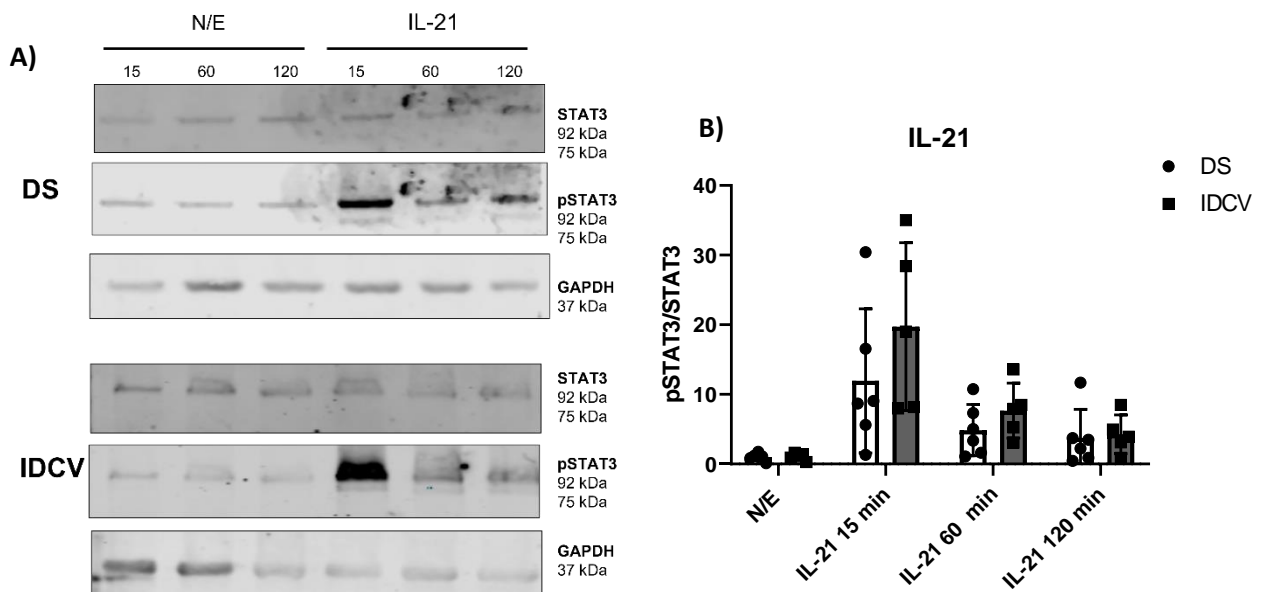 A)
N/E IL-21
15 60 120 15 60 120
DS
STAT3
92 kDa
75 kDa
pSTAT3
92 kDa
75 kDa
GAPDH
37 kDa
IDCV
STAT3
92 kDa
75 kDa
pSTAT3
92 kDa
75 kDa
GAPDH
37 kDa
B)
IL-21
DS
IDCV
pSTAT3/STAT3
40
30
20
10
0
N/E
IL-21 15 min
IL-21 60 min
IL-21 120 min